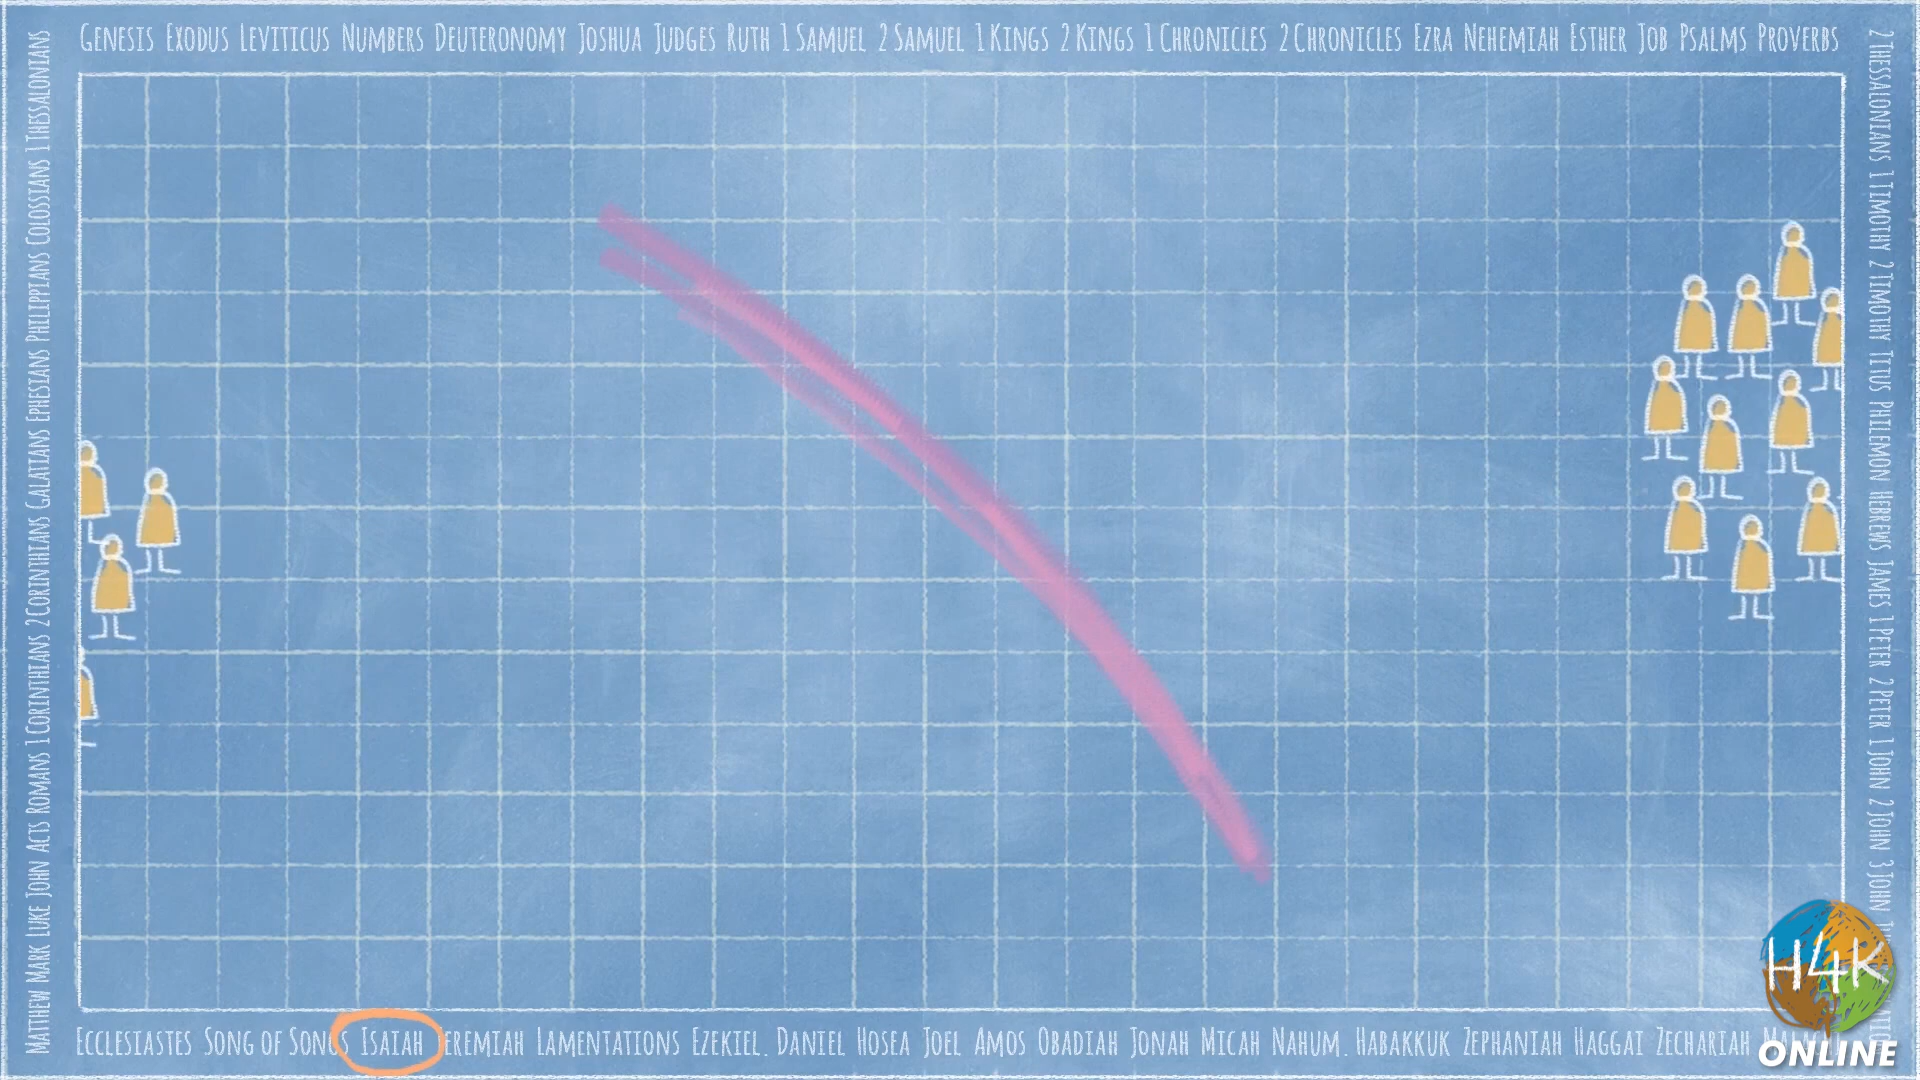 Genesis Exodus Leviticus Numbers Deuteronomy Joshua Judges Ruth 1 Samuel 2 Samuel 1 Kings 2 Kings 1 Chronicles 2 Chronicles Ezra Nehemiah Esther Job Psalms Proverbs
Matthew Mark Luke John Acts Romans 1 Corinthians 2 Corinthians Galatians Ephesians Philippians Colossians 1 Thessalonians
2 Thessalonians 1 Timothy 2 Timothy Titus Philemon Hebrews James 1 Peter 2 Peter 1 John 2 John 3 John
Ecclesiastes Song of Songs Isaiah Jeremiah Lamentations Ezekiel. Daniel Hosea Joel Amos Obadiah Jonah Micah Nahum. Habakkuk Zephaniah Haggai Zechariah
H4K
ONLINE